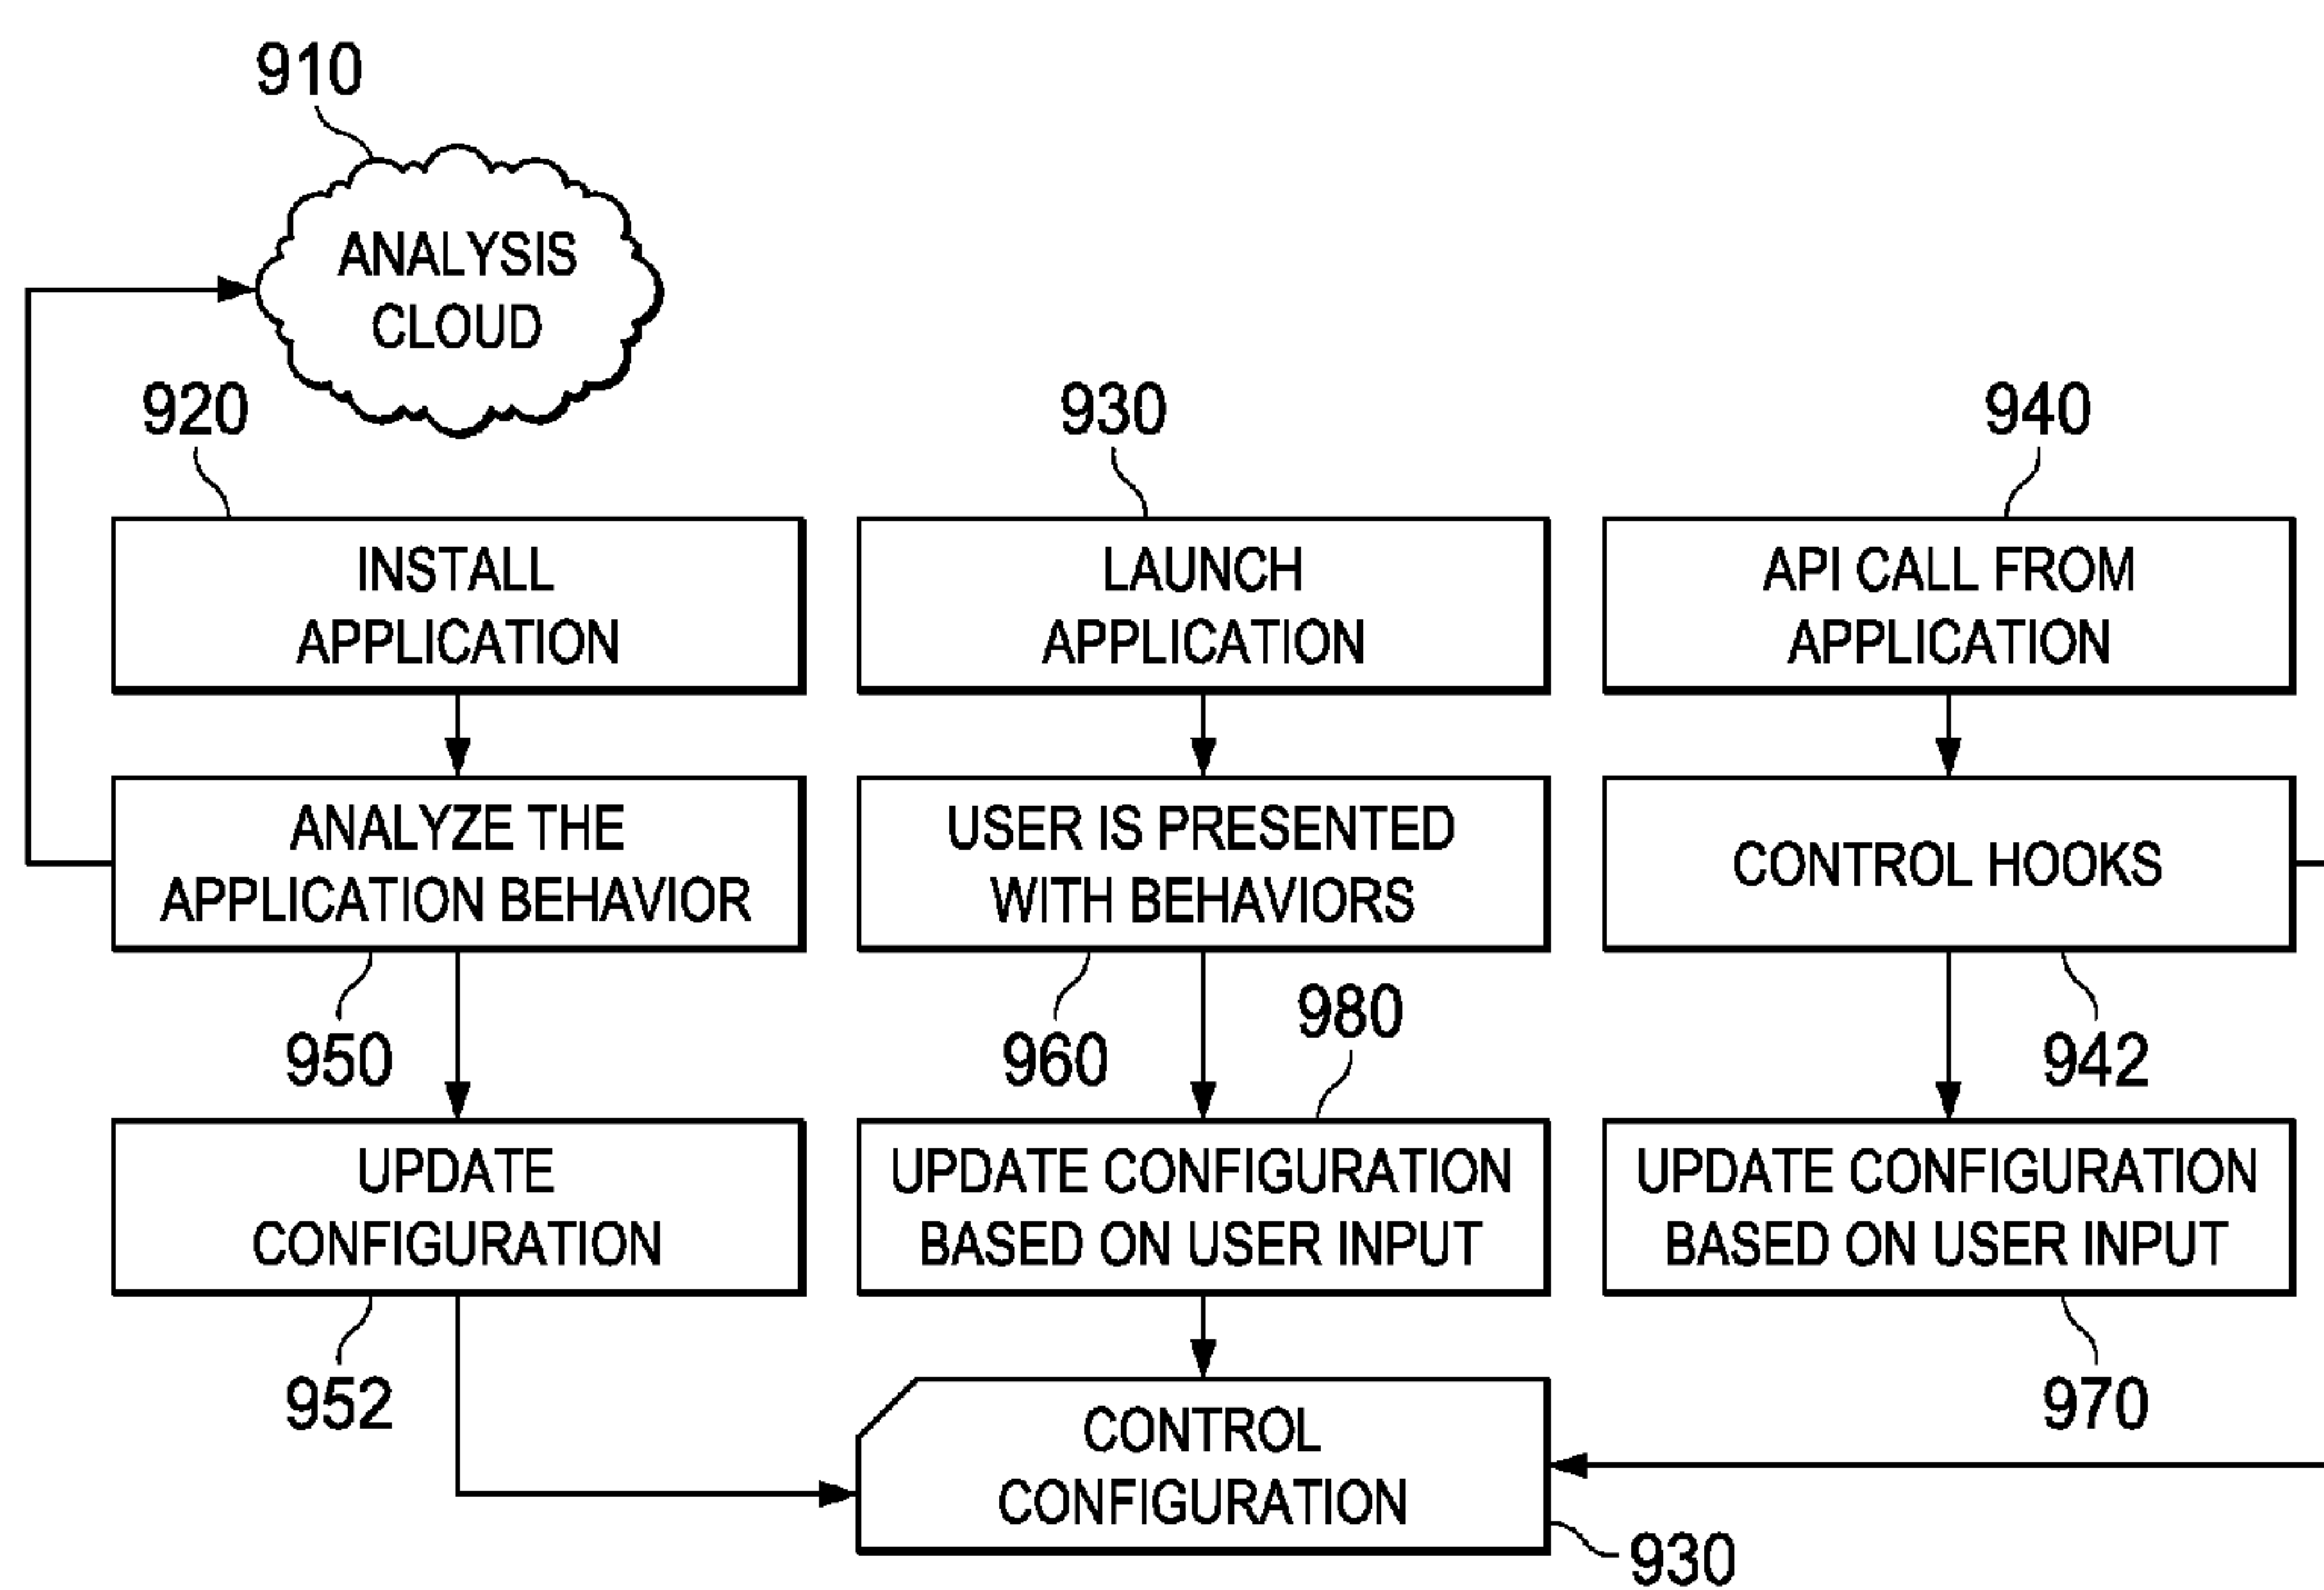 910
ANALYSIS
CLOUD
920
930
940
INSTALL
APPLICATION
LAUNCH
APPLICATION
API CALL FROM
APPLICATION
ANALYZE THE
APPLICATION BEHAVIOR
USER IS PRESENTED
WITH BEHAVIORS
CONTROL HOOKS
950
960
980
942
UPDATE
CONFIGURATION
UPDATE CONFIGURATION
BASED ON USER INPUT
UPDATE CONFIGURATION
BASED ON USER INPUT
952
970
CONTROL
CONFIGURATION
930